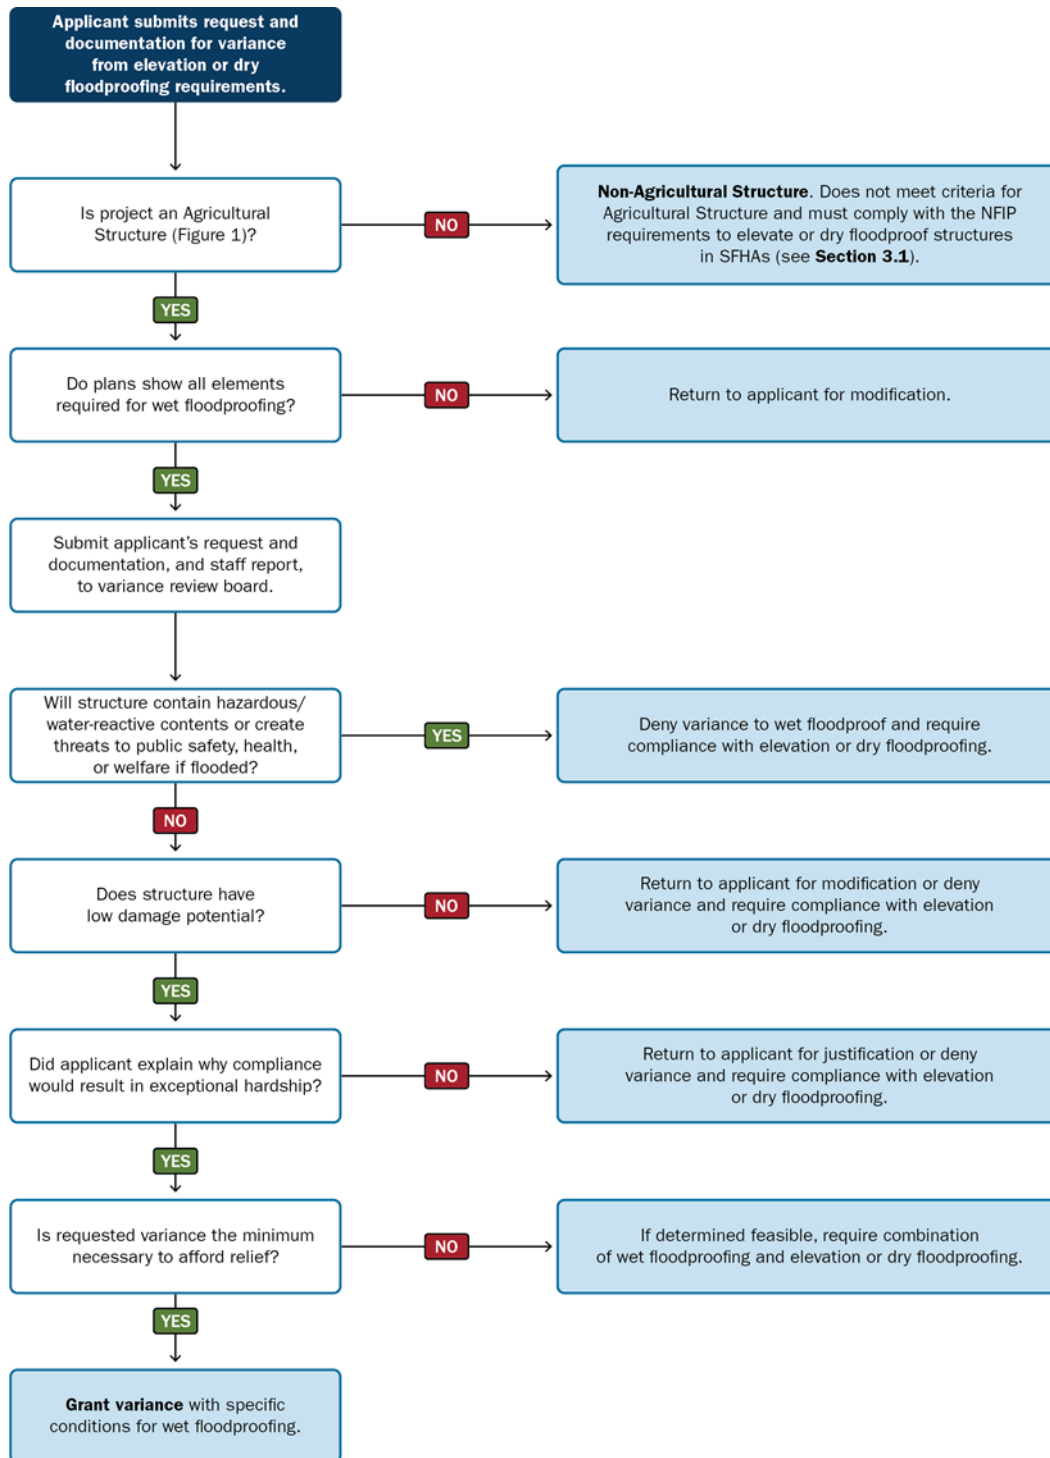 Applicant submits request and
documentation for variance
from elevation or dry
floodproofing requirements.
Is project an Agricultural
Structure (Figure 1)?
NO
Non-Agricultural Structure. Does not meet criteria for
Agricultural Structure and must comply with the NFIP
requirements to elevate or dry floodproof structures
in SFHAs (see Section 3.1).
YES
Do plans show all elements
required for wet floodproofing?
NO
Return to applicant for modification.
YES
Submit applicant's request and
documentation, and staff report,
to variance review board.
Will structure contain hazardous/
water-reactive contents or create
threats to public safety, health,
or welfare if flooded?
YES
Deny variance to wet floodproof and require
compliance with elevation or dry floodproofing.
NO
Does structure have
low damage potential?
NO
Return to applicant for modification or deny
variance and require compliance with elevation
or dry floodproofing.
YES
Did applicant explain why compliance
would result in exceptional hardship?
NO
Return to applicant for justification or deny
variance and require compliance with elevation
or dry floodproofing.
YES
Is requested variance the minimum
necessary to afford relief?
NO
If determined feasible, require combination
of wet floodproofing and elevation or dry floodproofing.
YES
Grant variance with specific
conditions for wet floodproofing.